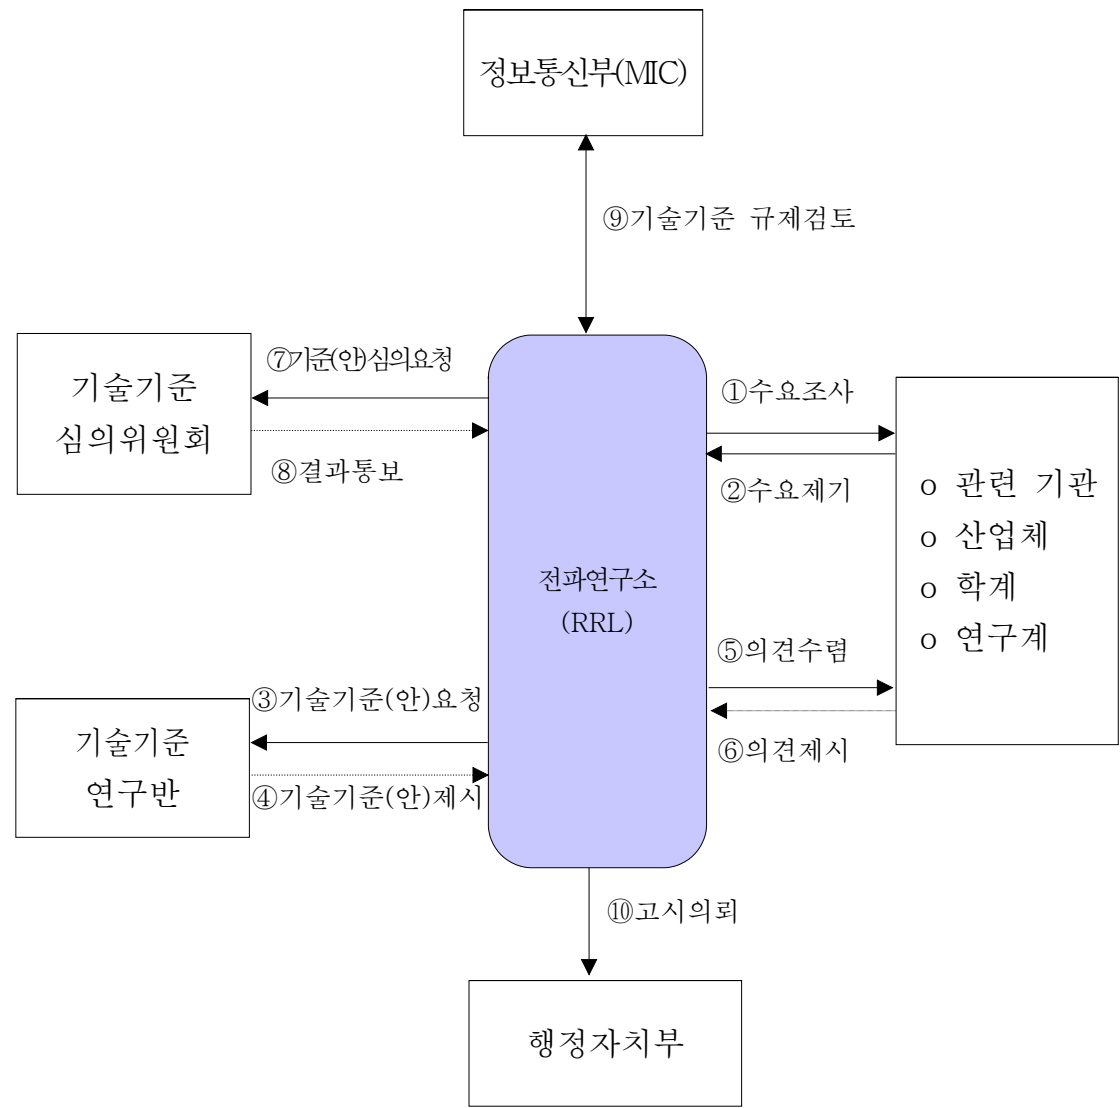 정보통신부(MIC)
⑨기술기준 규제검토
⑦기준(안)심의요청
기술기준
심의위원회
⑧결과통보
①수요조사
②수요제기
o 관련 기관
o 산업체
o 학계
o 연구계
전파연구소
(RRL)
⑤의견수렴
⑥의견제시
③기술기준(안)요청
기술기준
연구반
④기술기준(안)제시
⑩고시의뢰
행정자치부